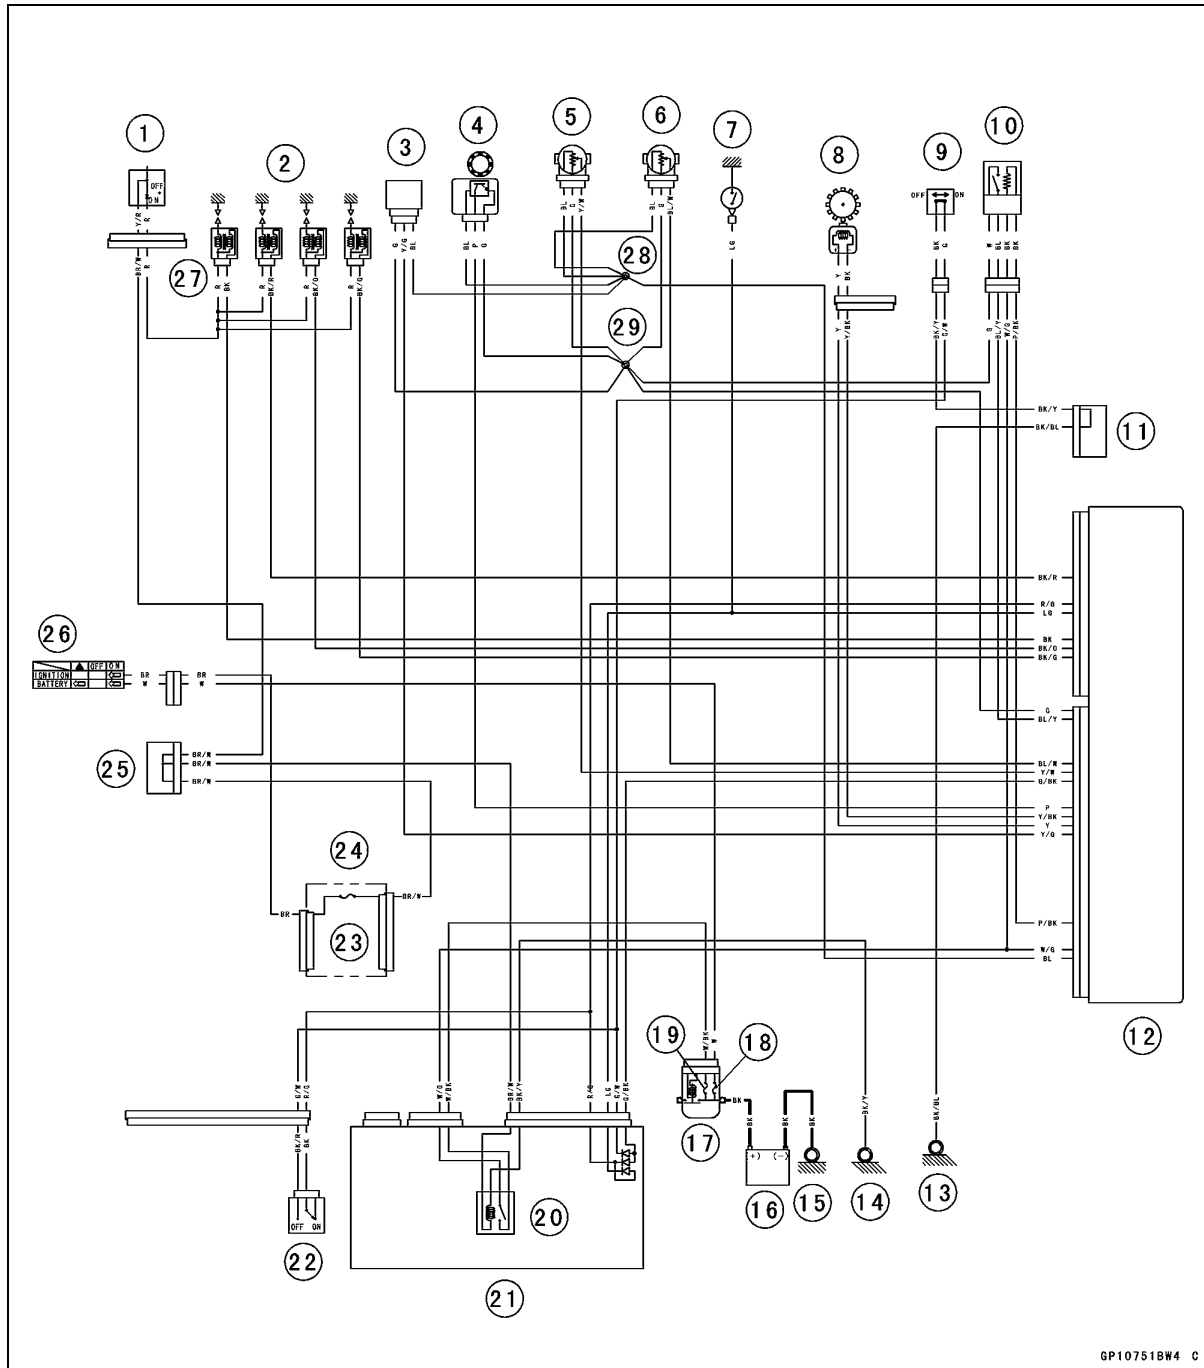 1
2
3
4
5
6
7
8
9
10
OFF
ON
OFF ON
Y/R
R
BR/W
R
27
R
BK
R
BK/R
R
BK/O
R
BK/G
G
Y/G
BL
BL
P
G
BL
G
Y/W
BL
G
BL/W
LG
Y
BK
Y
Y/BK
BK
G
BK/Y
G/W
W
BL
BK
BK
G
BL/Y
W/G
P/BK
28
29
BK/Y
BK/BL
11
BK/R
R/G
LG
BK
BK/O
BK/G
26
OFF ON
IGNITION
BATTERY
BR
W
BR
W
G
BL/Y
25
BR/W
BR/W
BR/W
BL/W
Y/W
G/BK
P
Y/BK
Y
Y/G
24
BR
BR/W
23
P/BK
W/G
BL
12
19
18
W/BK
W
G/W
R/G
W/G
W/BK
BR/W
BK/Y
R/G
LG
G/W
G/BK
BK/R
BK
BK
BK
BK
BK/Y
BK/BL
17
(+) (-)
16
15
14
13
20
OFF ON
22
21
GP10751BW4 C